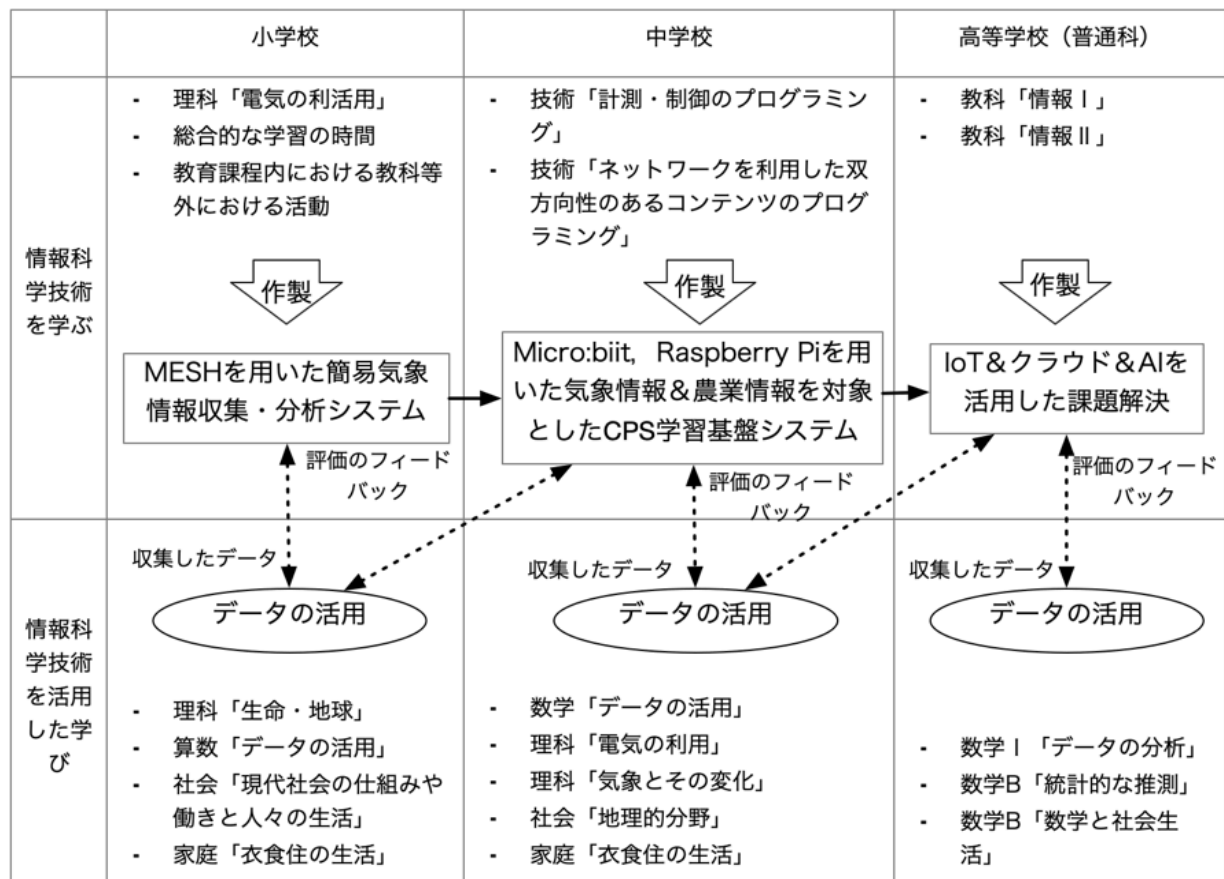 小学校
中学校
高等学校（普通科）
情報科
学技術
を学ぶ
- 理科「電気の利活用」
- 総合的な学習の時間
- 教育課程内における教科等
外における活動
作製
MESHを用いた簡易気象
情報収集・分析システム
評価のフィード
バック
- 技術「計測・制御のプログラミン
グ」
- 技術「ネットワークを利用した双
方向性のあるコンテンツのプログ
ラミング」
作製
Micro:biit，Raspberry Piを用
いた気象情報＆農業情報を対象
としたCPS学習基盤システム
評価のフィード
バック
- 教科「情報Ⅰ」
- 教科「情報Ⅱ」
作製
IoT＆クラウド＆AIを
活用した課題解決
評価のフィード
バック
情報科
学技術
を活用
した学
び
収集したデータ
データの活用
- 理科「生命・地球」
- 算数「データの活用」
- 社会「現代社会の仕組みや
働きと人々の生活」
- 家庭「衣食住の生活」
収集したデータ
データの活用
- 数学「データの活用」
- 理科「電気の利用」
- 理科「気象とその変化」
- 社会「地理的分野」
- 家庭「衣食住の生活」
収集したデータ
データの活用
- 数学Ⅰ「データの分析」
- 数学B「統計的な推測」
- 数学B「数学と社会生
活」